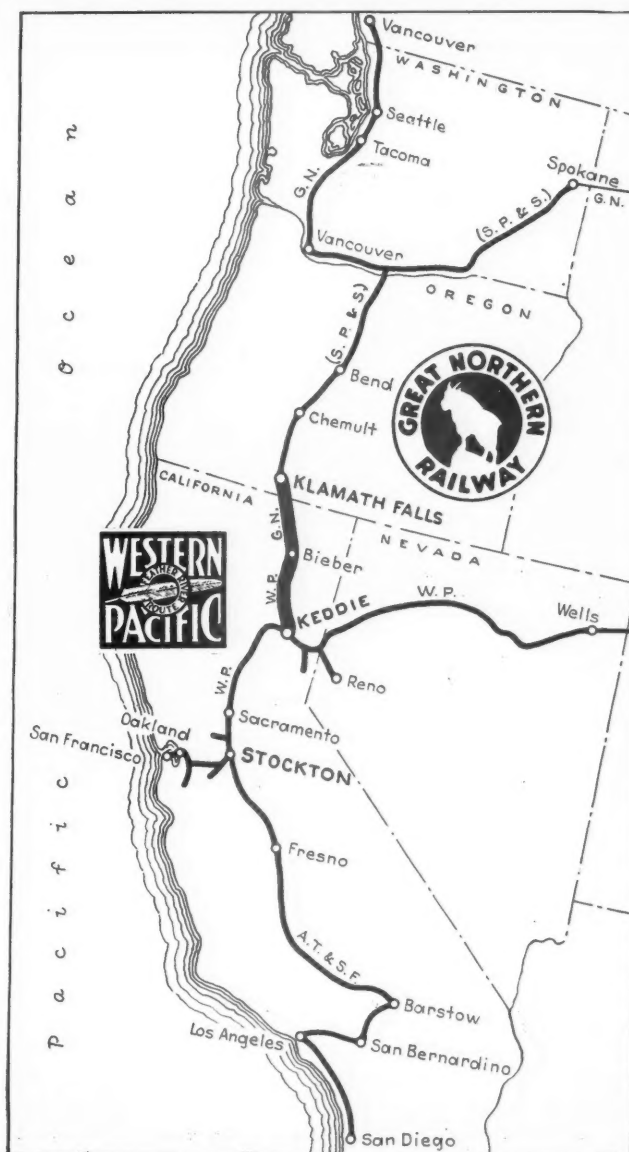 Vancouver
WASHINGTON
Seattle
Tacoma
G.N.
Spokane
G.N.
(S.P.&S.)
Vancouver
OREGON
(S.P.&S.)
Bend
Chemult
GREAT NORTHERN
RAILWAY
KLAMATH FALLS
CALIFORNIA
NEVADA
G.N.
Bieber
WESTERN
FEATHER RIVER
ROUTE
PACIFIC
W.P.
KEDDIE
W.P.
Wells
Reno
W.P.
Sacramento
Oakland
San Francisco
STOCKTON
Fresno
A.T.&S.F.
Barstow
Los Angeles
San Bernardino
San Diego
Pacific Ocean